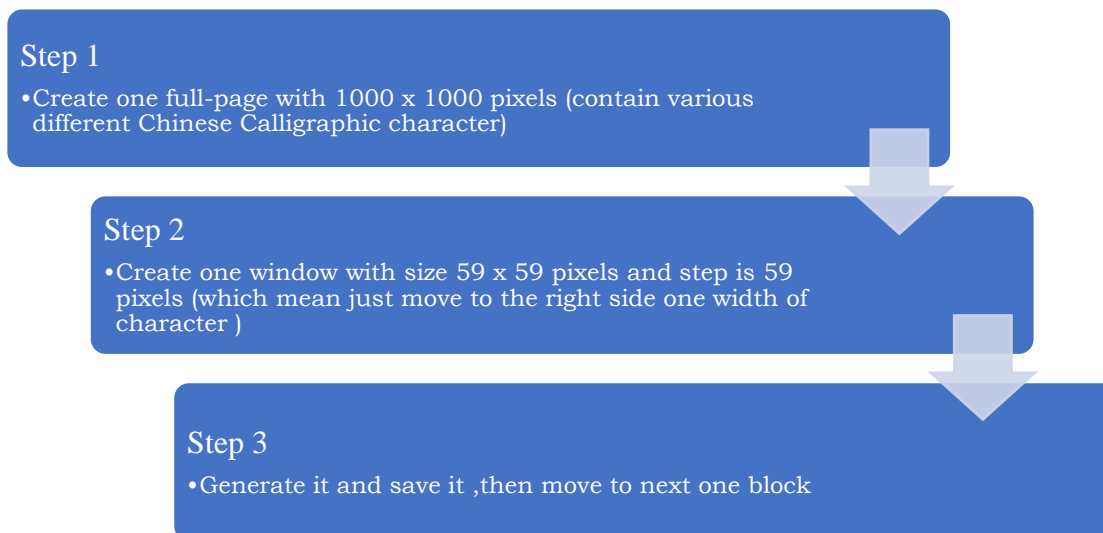 Step 1
•Create one full-page with 1000 x 1000 pixels (contain various
different Chinese Calligraphic character)
Step 2
•Create one window with size 59 x 59 pixels and step is 59
pixels (which mean just move to the right side one width of
character )
Step 3
•Generate it and save it ,then move to next one block